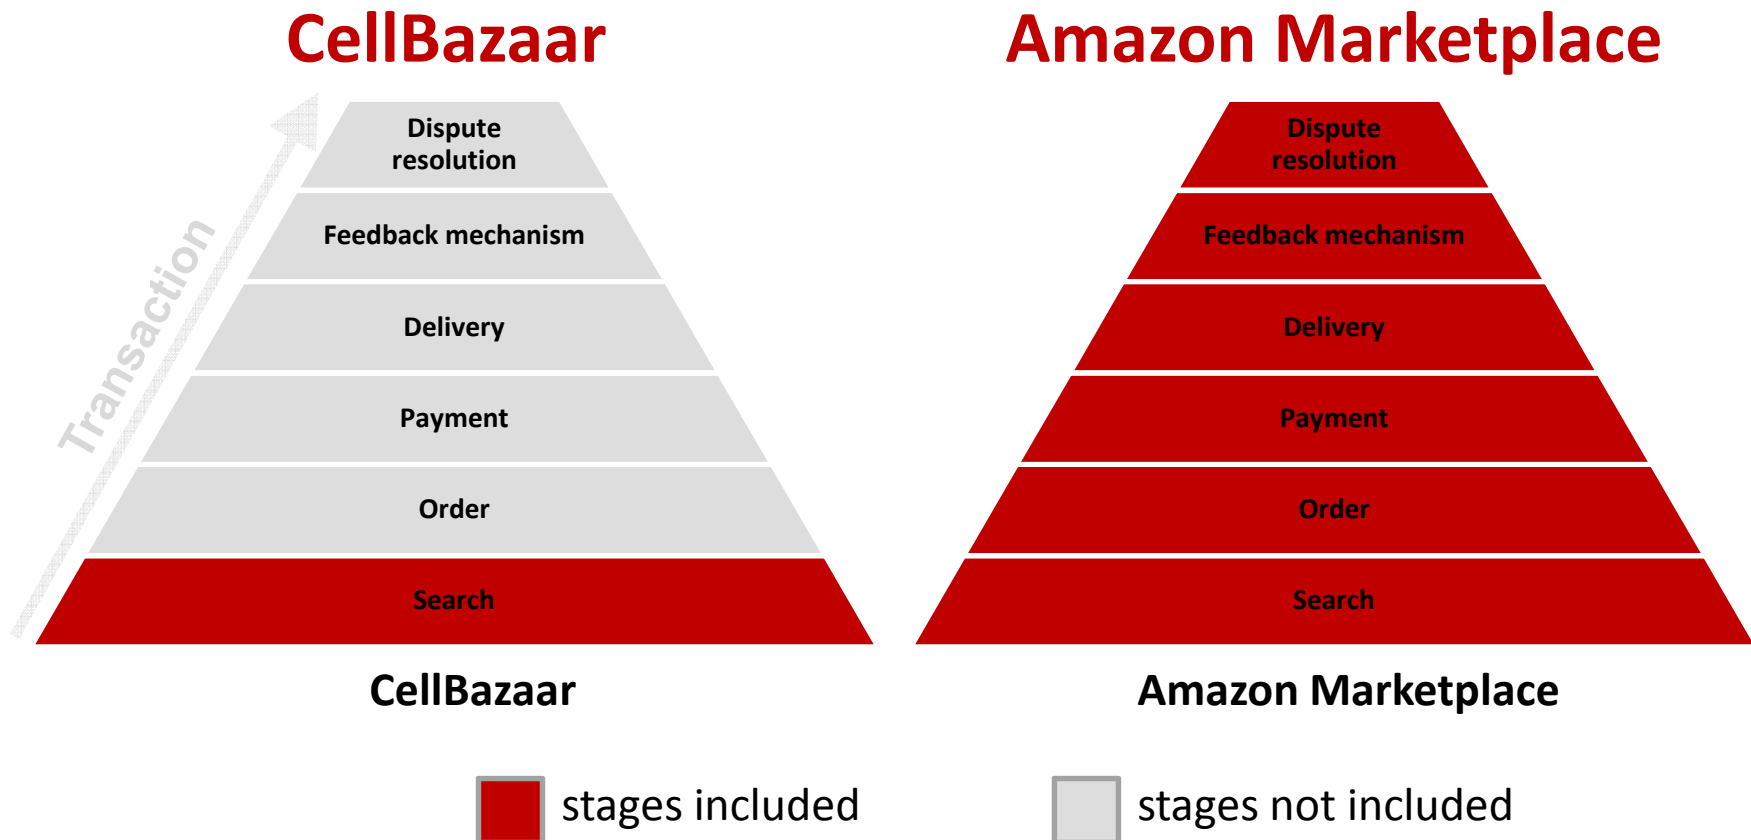 CellBazaar
Amazon Marketplace
Transaction
Dispute
resolution
Feedback mechanism
Delivery
Payment
Order
Search
CellBazaar
Dispute
resolution
Feedback mechanism
Delivery
Payment
Order
Search
Amazon Marketplace
stages included
stages not included